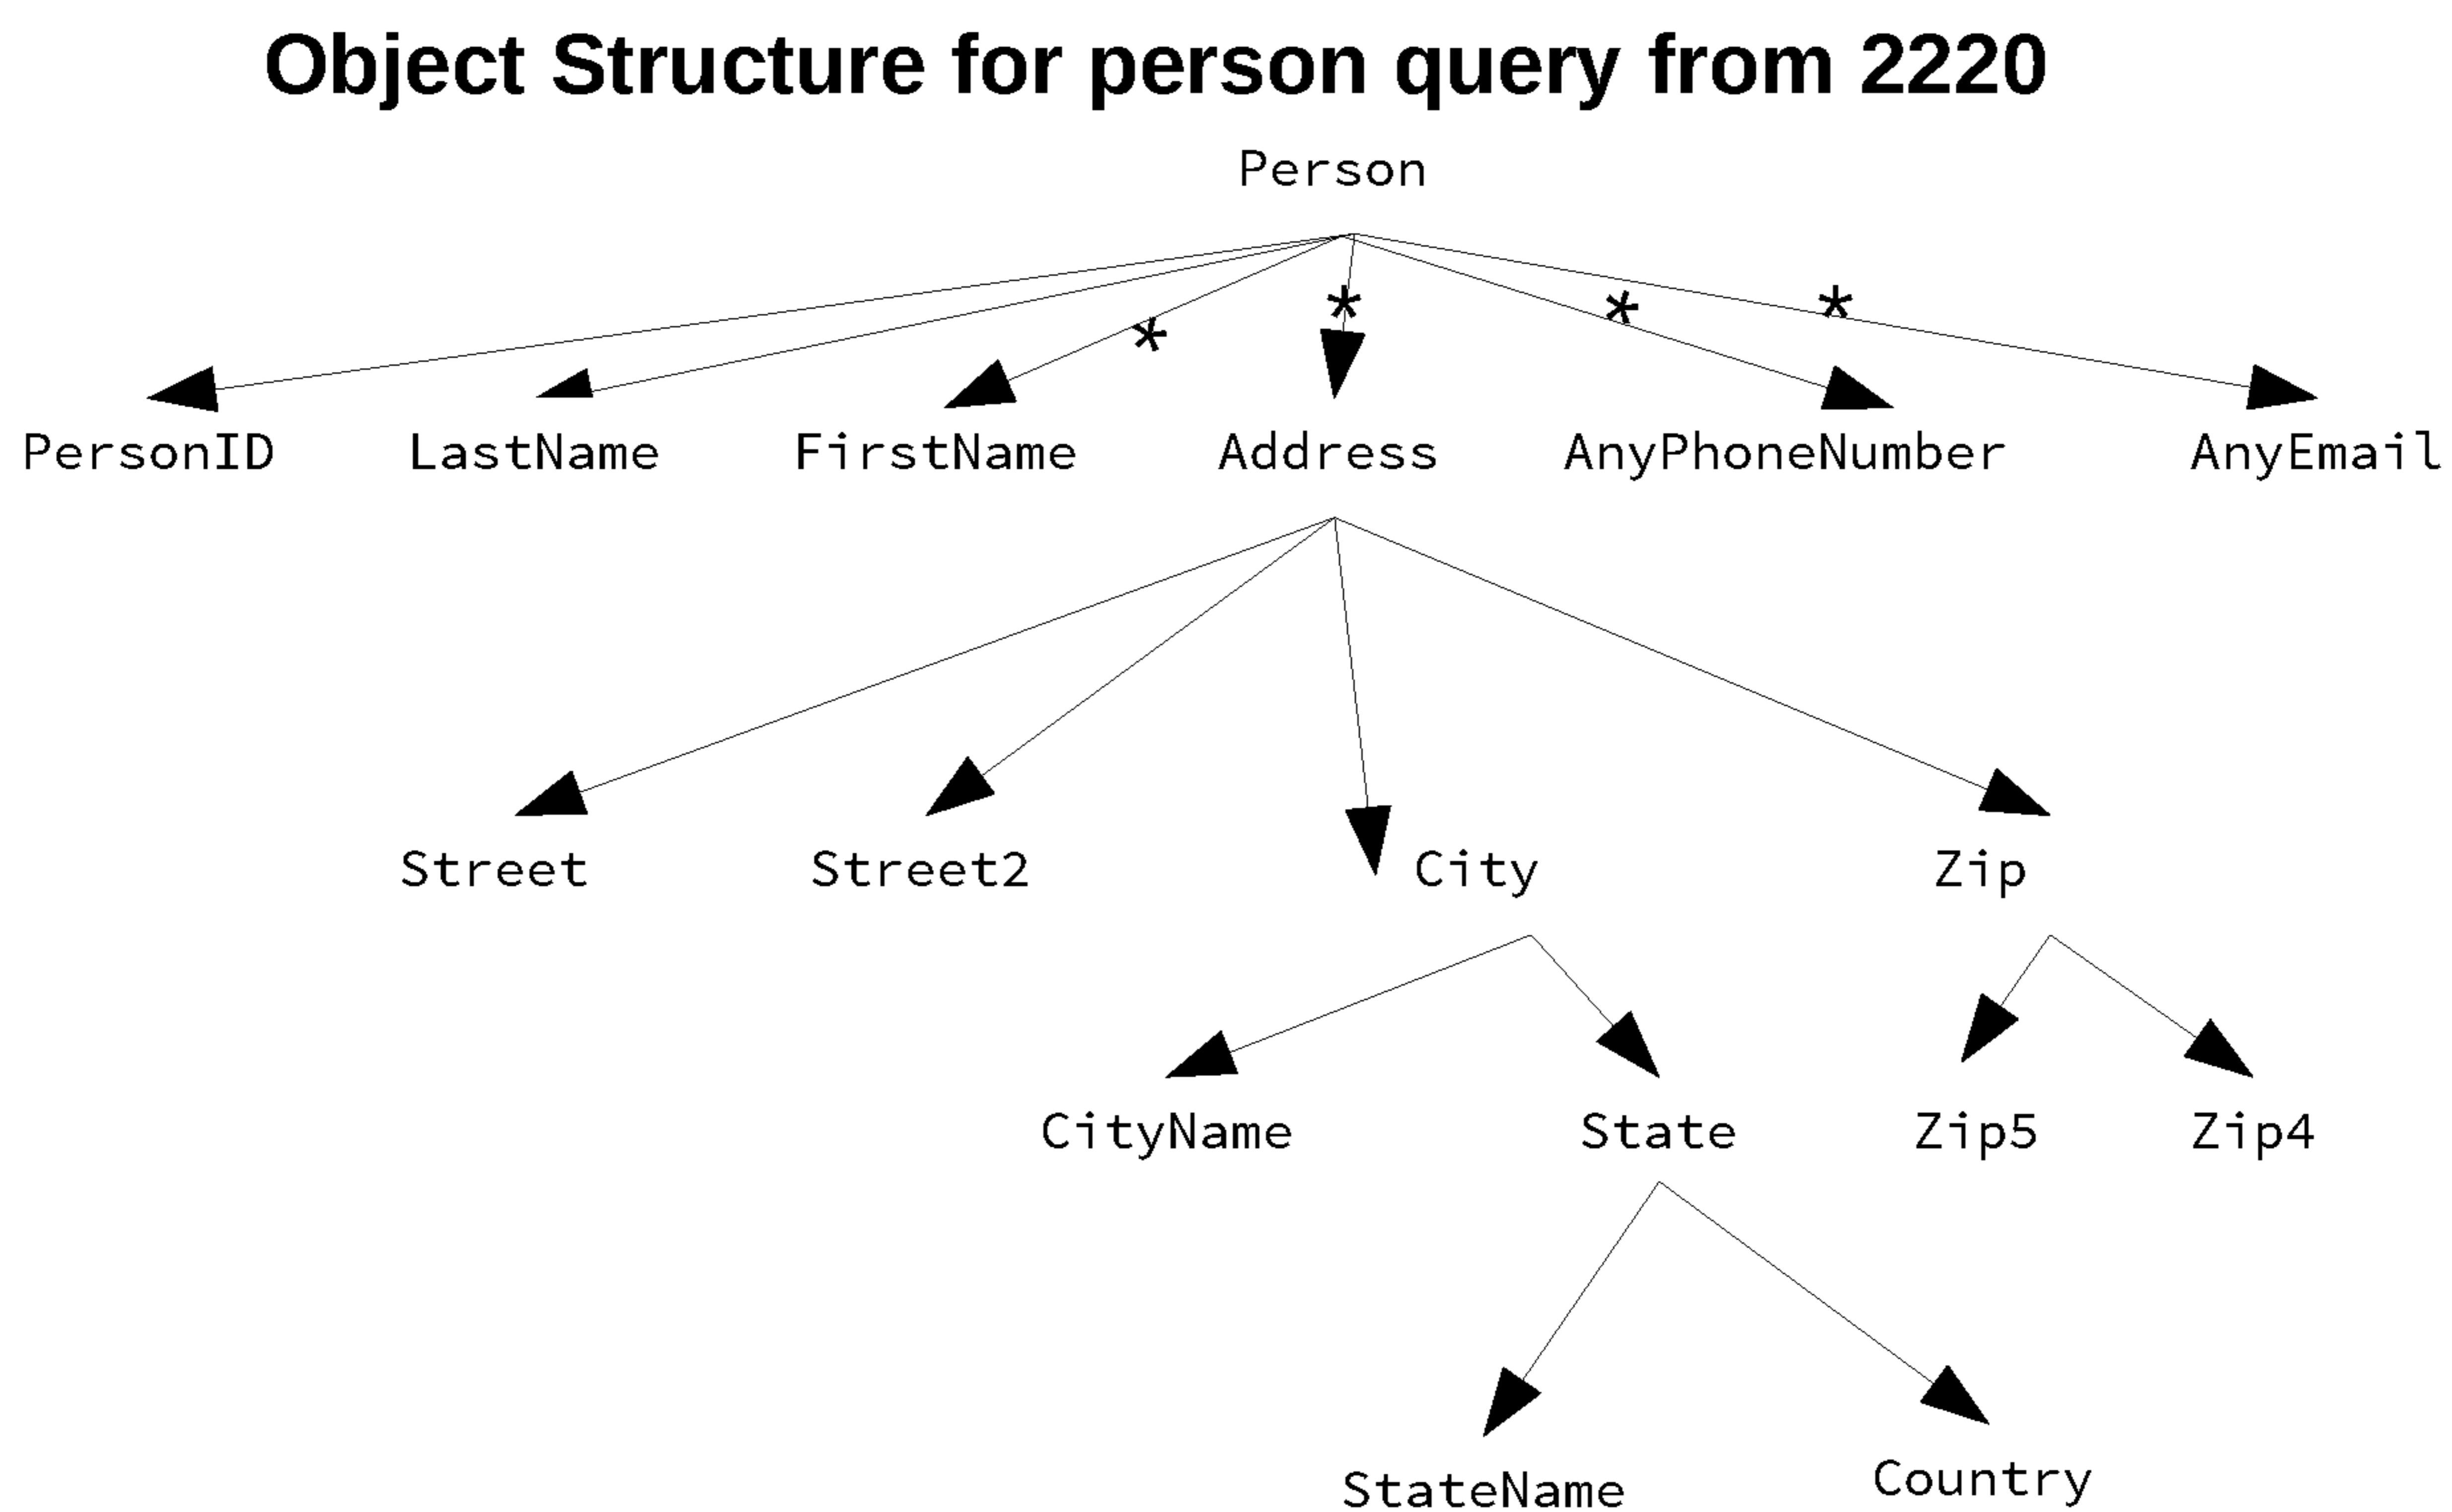 Object Structure for person query from 2220
Person
* * * *
PersonID LastName FirstName Address AnyPhoneNumber AnyEmail
Street Street2 City Zip
CityName State Zip5 Zip4
StateName Country